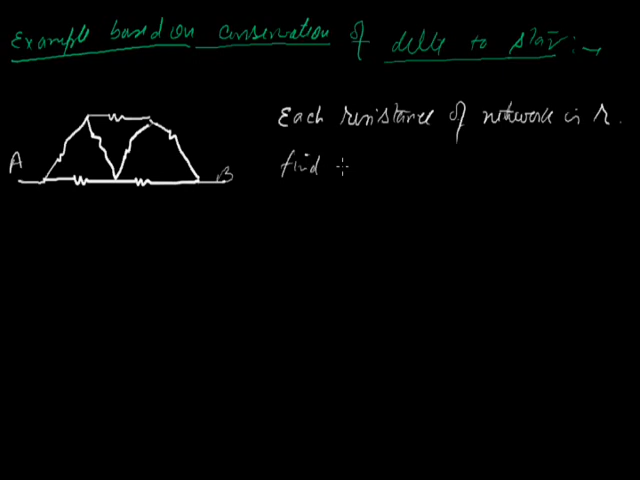 Example based on conservation of delta to star:→
Each resistance of network is r.
A
B
find